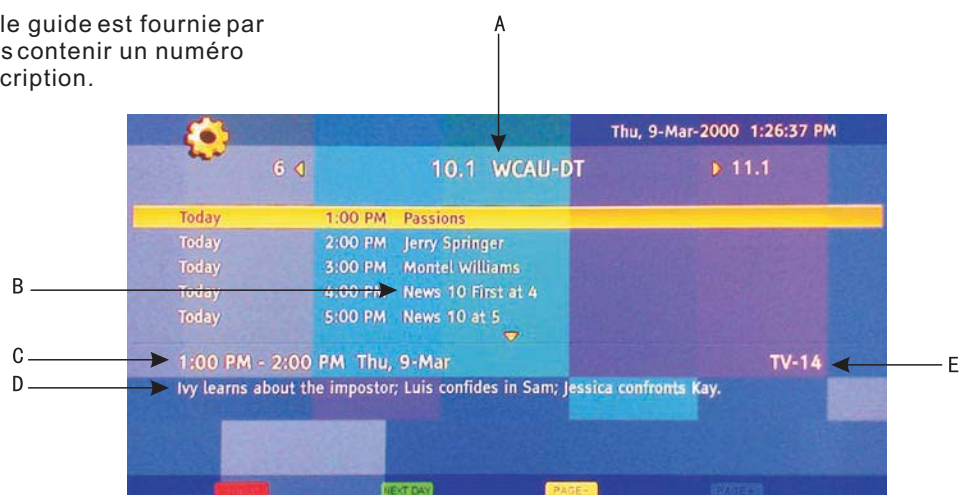 le guide est fournie par
s contenir un numéro
cription.
A
Thu, 9-Mar-2000 1:26:37 PM
6 10.1 WCAU-DT 11.1
Today 1:00 PM Passions
Today 2:00 PM Jerry Springer
Today 3:00 PM Montel Williams
B Today 4:00 PM News 10 First at 4
Today 5:00 PM News 10 at 5
C 1:00 PM - 2:00 PM Thu, 9-Mar TV-14 E
D Ivy learns about the impostor; Luis confides in Sam; Jessica confronts Kay.
NEXT DAY PAGE- PAGE+